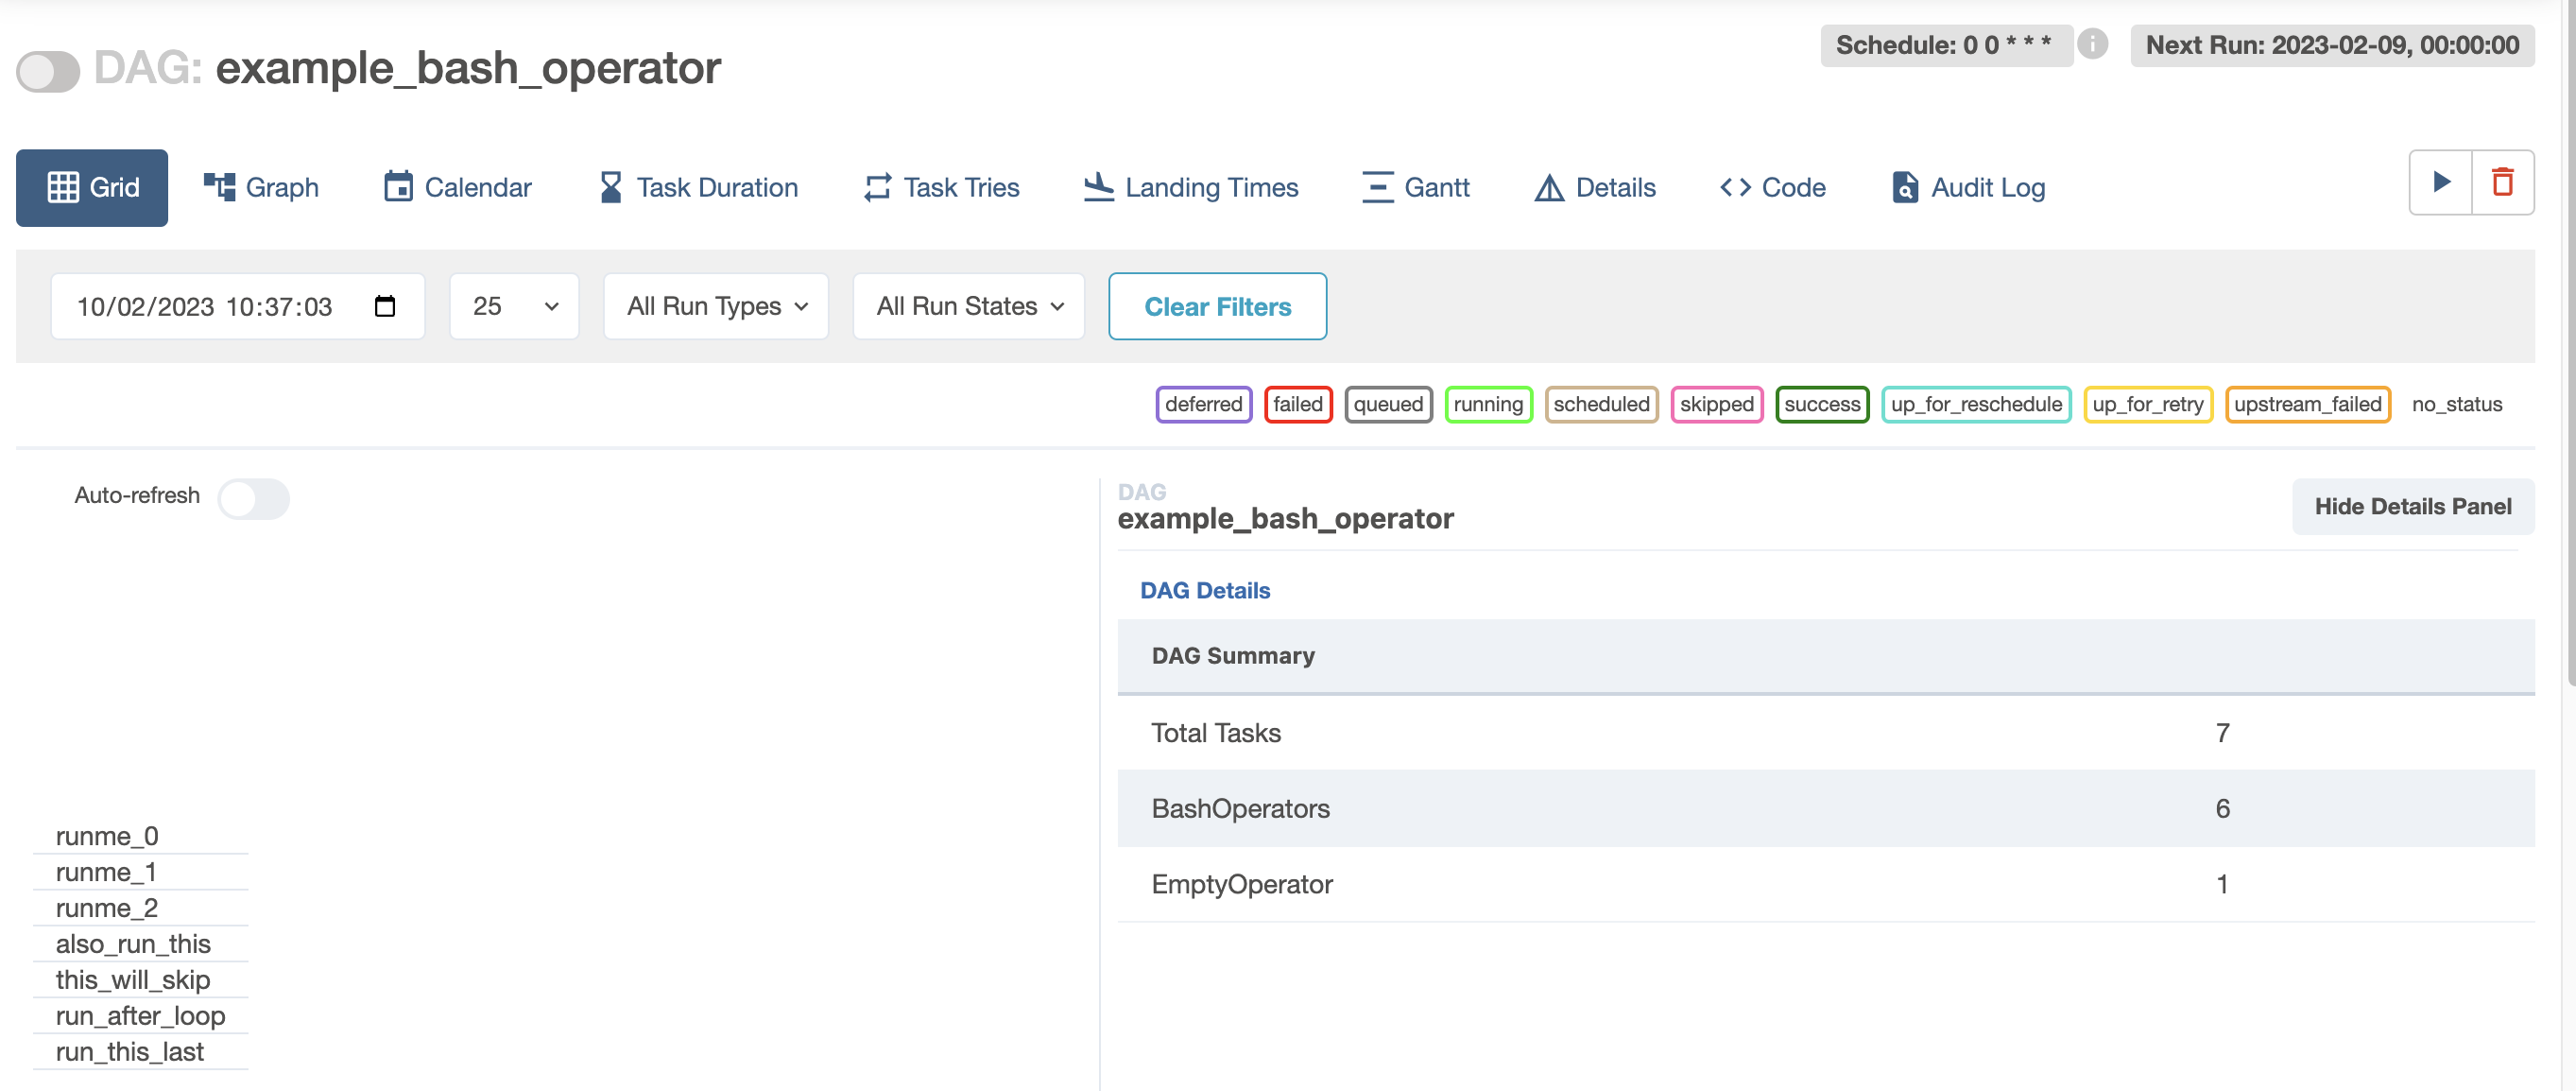 DAG: example_bash_operator
Schedule: 0 0 * * *
Next Run: 2023-02-09, 00:00:00
Grid
Graph
Calendar
Task Duration
Task Tries
Landing Times
Gantt
Details
Code
Audit Log
10/02/2023 10:37:03
25
All Run Types
All Run States
Clear Filters
deferred
failed
queued
running
scheduled
skipped
success
up_for_reschedule
up_for_retry
upstream_failed
no_status
Auto-refresh
runme_0
runme_1
runme_2
also_run_this
this_will_skip
run_after_loop
run_this_last
DAG
example_bash_operator
Hide Details Panel
DAG Details
DAG Summary
Total Tasks 7
BashOperators 6
EmptyOperator 1